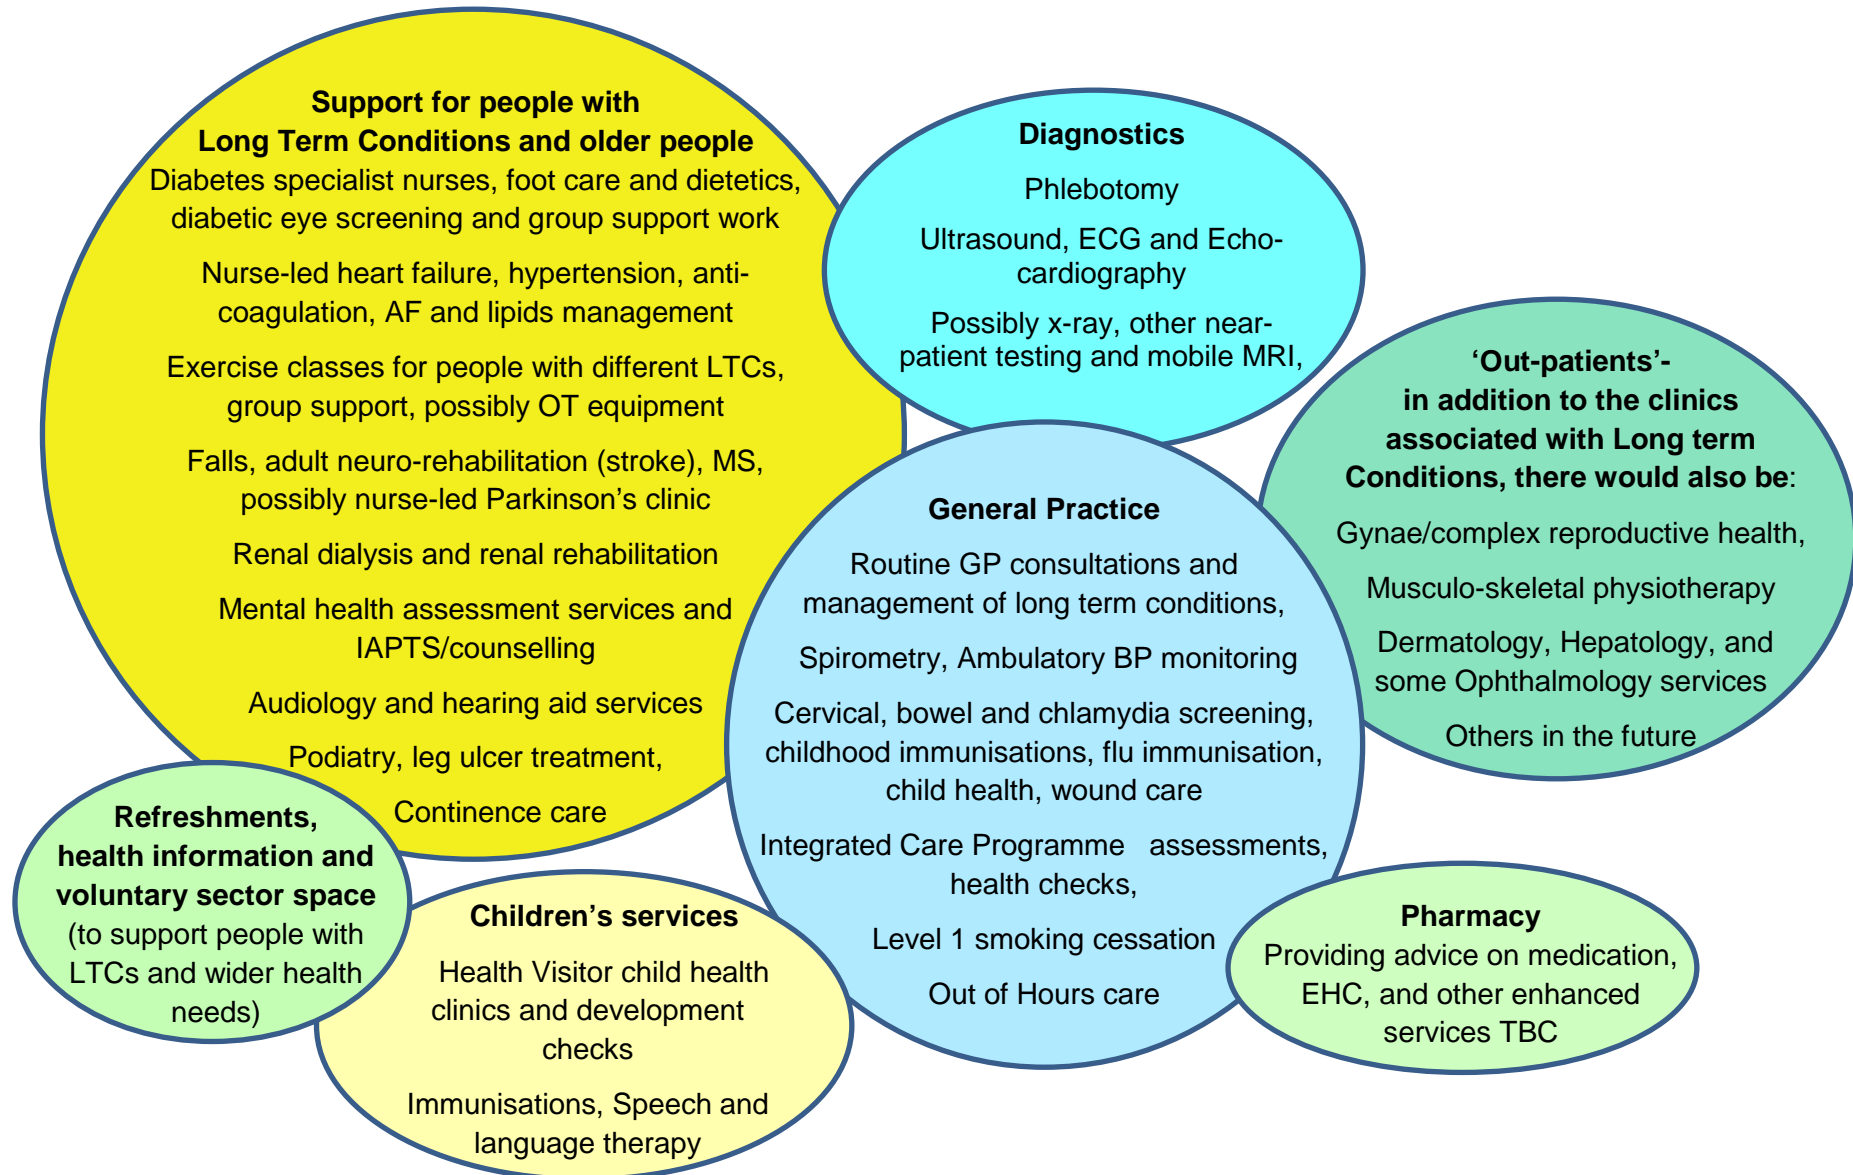 Support for people with
Long Term Conditions and older people
Diabetes specialist nurses, foot care and dietetics,
diabetic eye screening and group support work
Nurse-led heart failure, hypertension, anti-
coagulation, AF and lipids management
Exercise classes for people with different LTCs,
group support, possibly OT equipment
Falls, adult neuro-rehabilitation (stroke), MS,
possibly nurse-led Parkinson’s clinic
Renal dialysis and renal rehabilitation
Mental health assessment services and
IAPTS/counselling
Audiology and hearing aid services
Podiatry, leg ulcer treatment,
Continence care
Diagnostics
Phlebotomy
Ultrasound, ECG and Echo-
cardiography
Possibly x-ray, other near-
patient testing and mobile MRI,
‘Out-patients’-
in addition to the clinics
associated with Long term
Conditions, there would also be:
Gynae/complex reproductive health,
Musculo-skeletal physiotherapy
Dermatology, Hepatology, and
some Ophthalmology services
Others in the future
General Practice
Routine GP consultations and
management of long term conditions,
Spirometry, Ambulatory BP monitoring
Cervical, bowel and chlamydia screening,
childhood immunisations, flu immunisation,
child health, wound care
Integrated Care Programme   assessments,
health checks,
Level 1 smoking cessation
Out of Hours care
Refreshments,
health information and
voluntary sector space
(to support people with
LTCs and wider health
needs)
Children’s services
Health Visitor child health
clinics and development
checks
Immunisations, Speech and
language therapy
Pharmacy
Providing advice on medication,
EHC, and other enhanced
services TBC